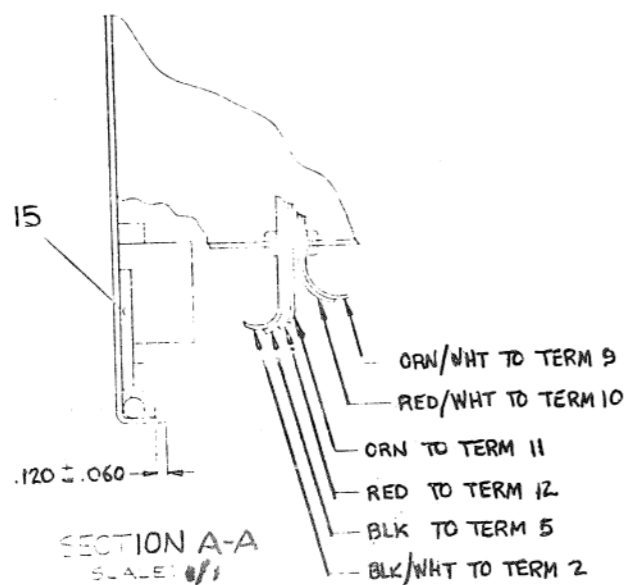 15
ORN/WHT TO TERM 9
RED/WHT TO TERM 10
ORN TO TERM 11
.120 ± .060
RED TO TERM 12
BLK TO TERM 5
SECTION A-A
BLK/WHT TO TERM 2
SCALE: